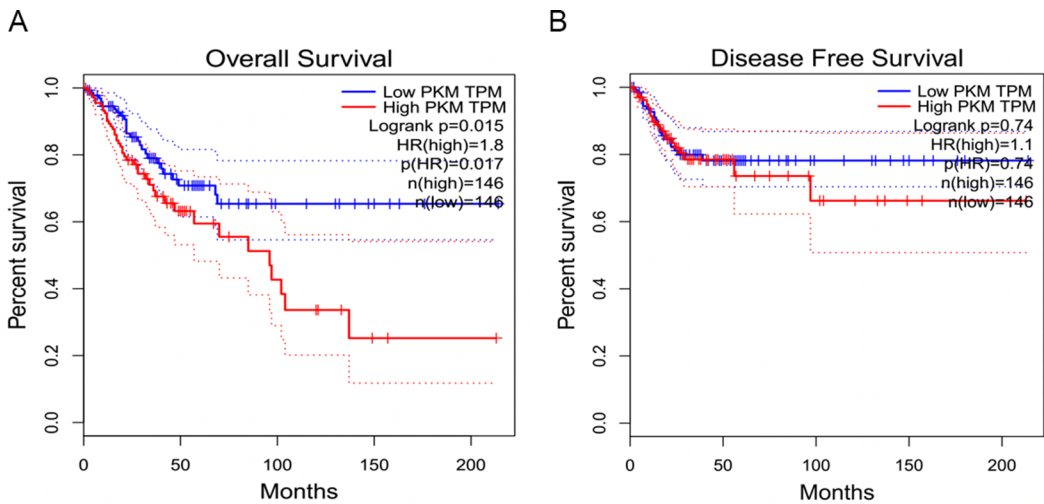 A
Overall Survival
Low PKM TPM
High PKM TPM
Logrank p=0.015
HR(high)=1.8
p(HR)=0.017
n(high)=146
n(low)=146
Percent survival
1.0
0.8
0.6
0.4
0.2
0.0
0 50 100 150 200
Months
B
Disease Free Survival
Low PKM TPM
High PKM TPM
Logrank p=0.74
HR(high)=1.1
p(HR)=0.74
n(high)=146
n(low)=146
Percent survival
1.0
0.8
0.6
0.4
0.2
0.0
0 50 100 150 200
Months